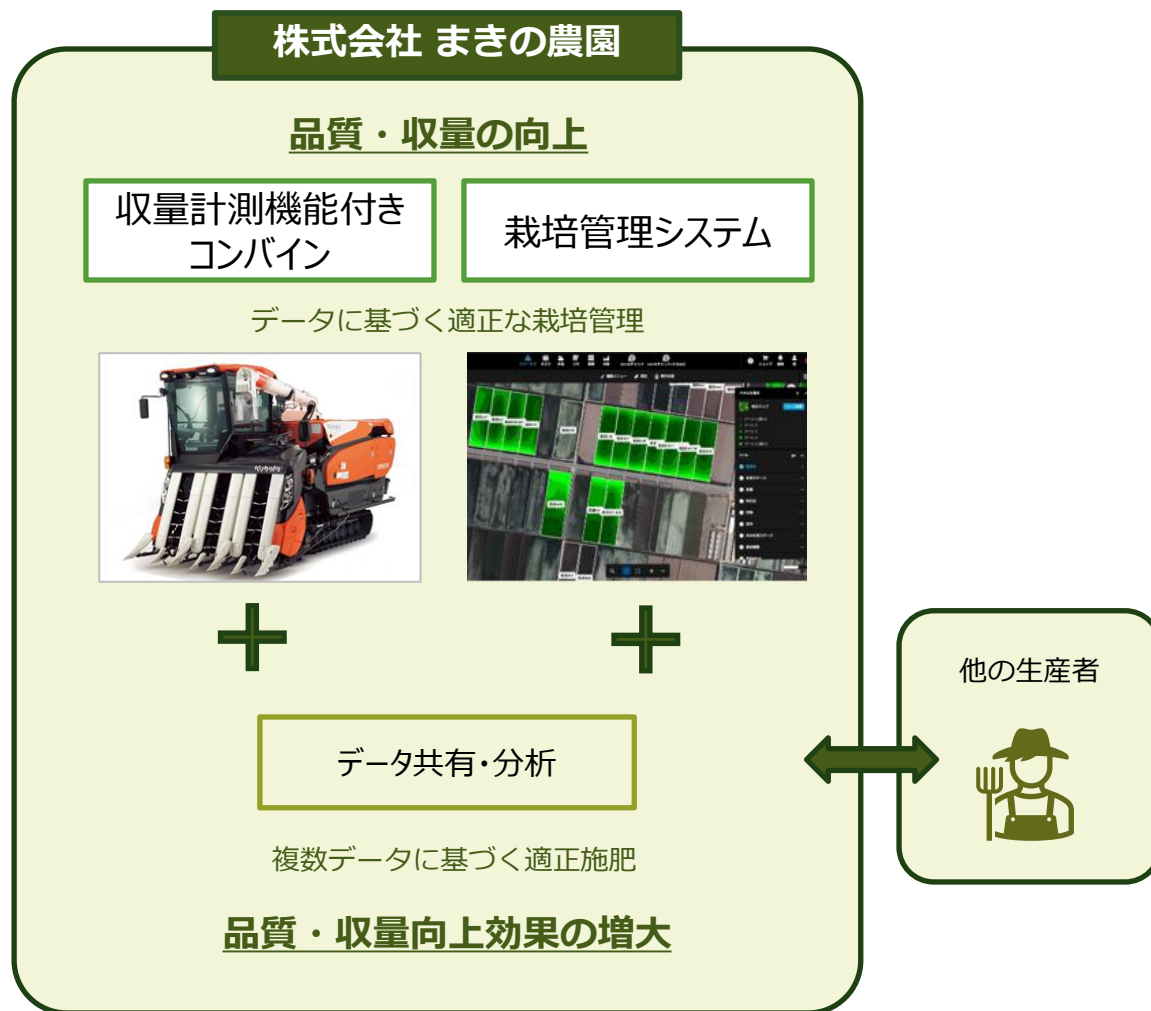 株式会社 まきの農園
品質・収量の向上
収量計測機能付き
コンバイン
栽培管理システム
データに基づく適正な栽培管理
Kubota
データ共有・分析
複数データに基づく適正施肥
品質・収量向上効果の増大
他の生産者